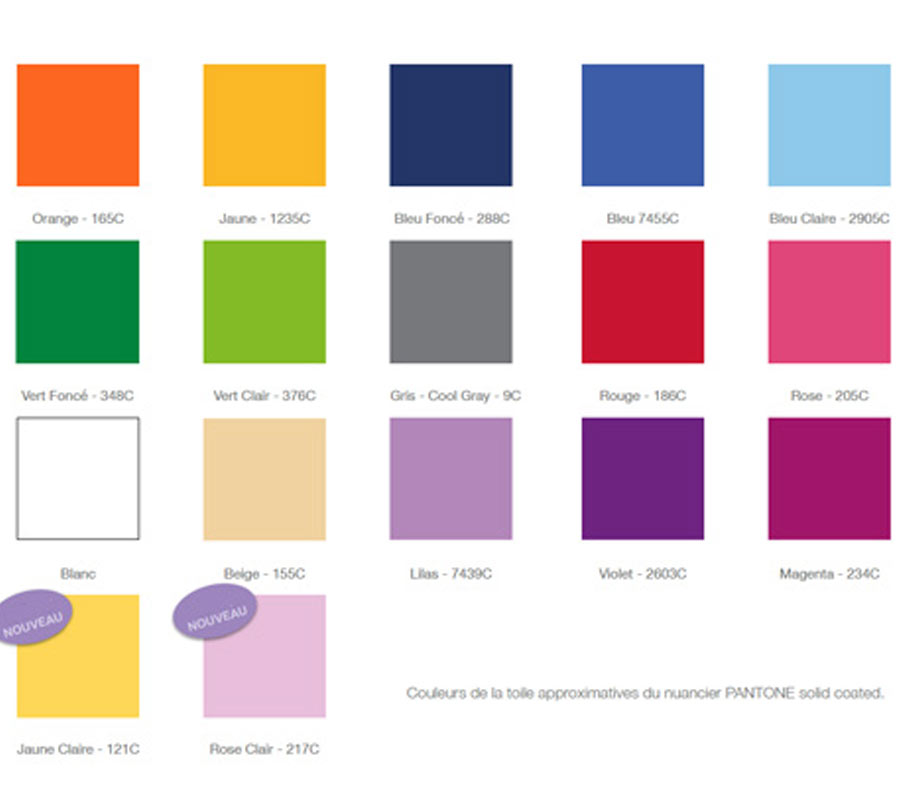 Orange - 165C
Jaune - 1235C
Bleu Foncé - 288C
Bleu 7455C
Bleu Claire - 2905C
Vert Foncé - 348C
Vert Clair - 376C
Gris - Cool Gray - 9C
Rouge - 186C
Rose - 205C
Blanc
Beige - 155C
Lilas - 7439C
Violet - 2603C
Magenta - 234C
NOUVEAU
NOUVEAU
Couleurs de la toile approximatives du nuancier PANTONE solid coated.
Jaune Claire - 121C
Rose Clair - 217C